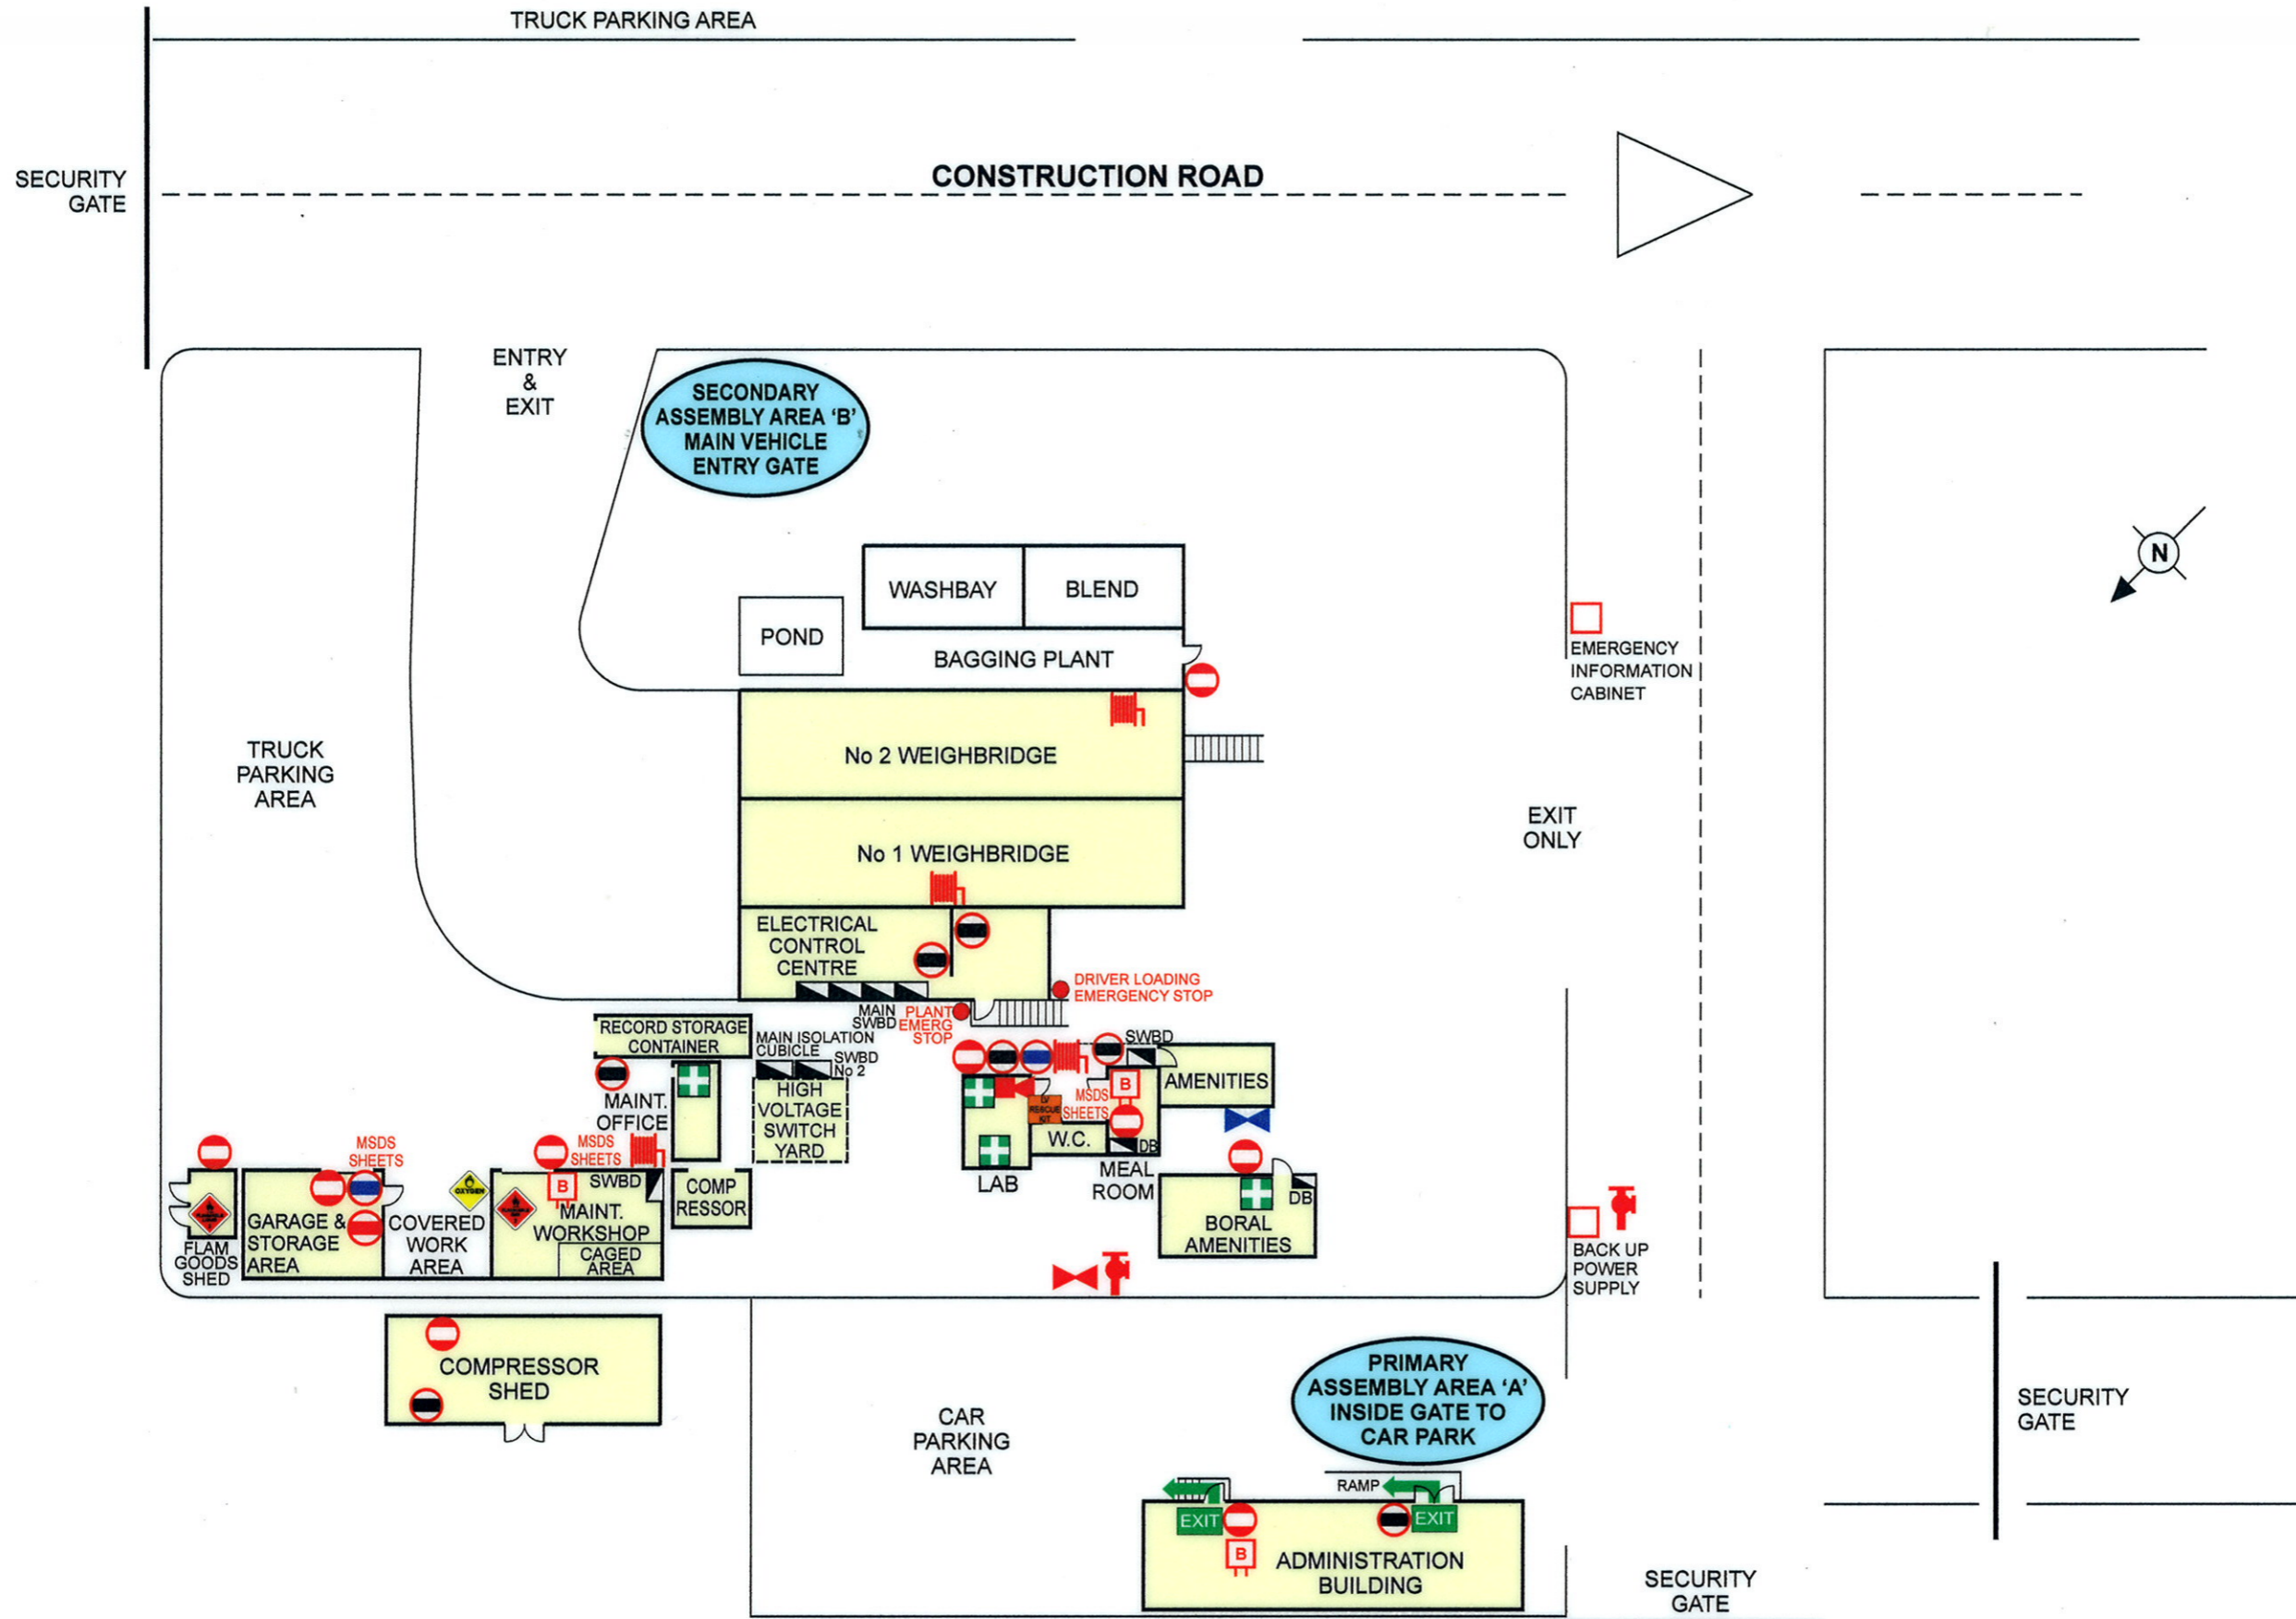 TRUCK PARKING AREA
SECURITY
GATE
CONSTRUCTION ROAD
ENTRY
&
EXIT
SECONDARY
ASSEMBLY AREA ‘B’
MAIN VEHICLE
ENTRY GATE
WASHBAY
BLEND
POND
BAGGING PLANT
N
EMERGENCY
INFORMATION
CABINET
TRUCK
PARKING
AREA
No 2 WEIGHBRIDGE
No 1 WEIGHBRIDGE
EXIT
ONLY
ELECTRICAL
CONTROL
CENTRE
DRIVER LOADING
EMERGENCY STOP
MAIN
SWBD
PLANT
EMERG
STOP
RECORD STORAGE
CONTAINER
MAIN ISOLATION
CUBICLE
SWBD
No 2
HIGH
VOLTAGE
SWITCH
YARD
MAINT.
OFFICE
SWBD
AMENITIES
B
MSDS
SHEETS
LV
RESCUE
KIT
W.C.
DB
LAB
MEAL
ROOM
DB
BORAL
AMENITIES
MSDS
SHEETS
MSDS
SHEETS
OXYGEN
B
SWBD
MAINT.
WORKSHOP
CAGED
AREA
COMP
RESSOR
FLAM
GOODS
SHED
GARAGE &
STORAGE
AREA
COVERED
WORK
AREA
BACK UP
POWER
SUPPLY
COMPRESSOR
SHED
CAR
PARKING
AREA
PRIMARY
ASSEMBLY AREA ‘A’
INSIDE GATE TO
CAR PARK
SECURITY
GATE
RAMP
EXIT
EXIT
B
ADMINISTRATION
BUILDING
SECURITY
GATE